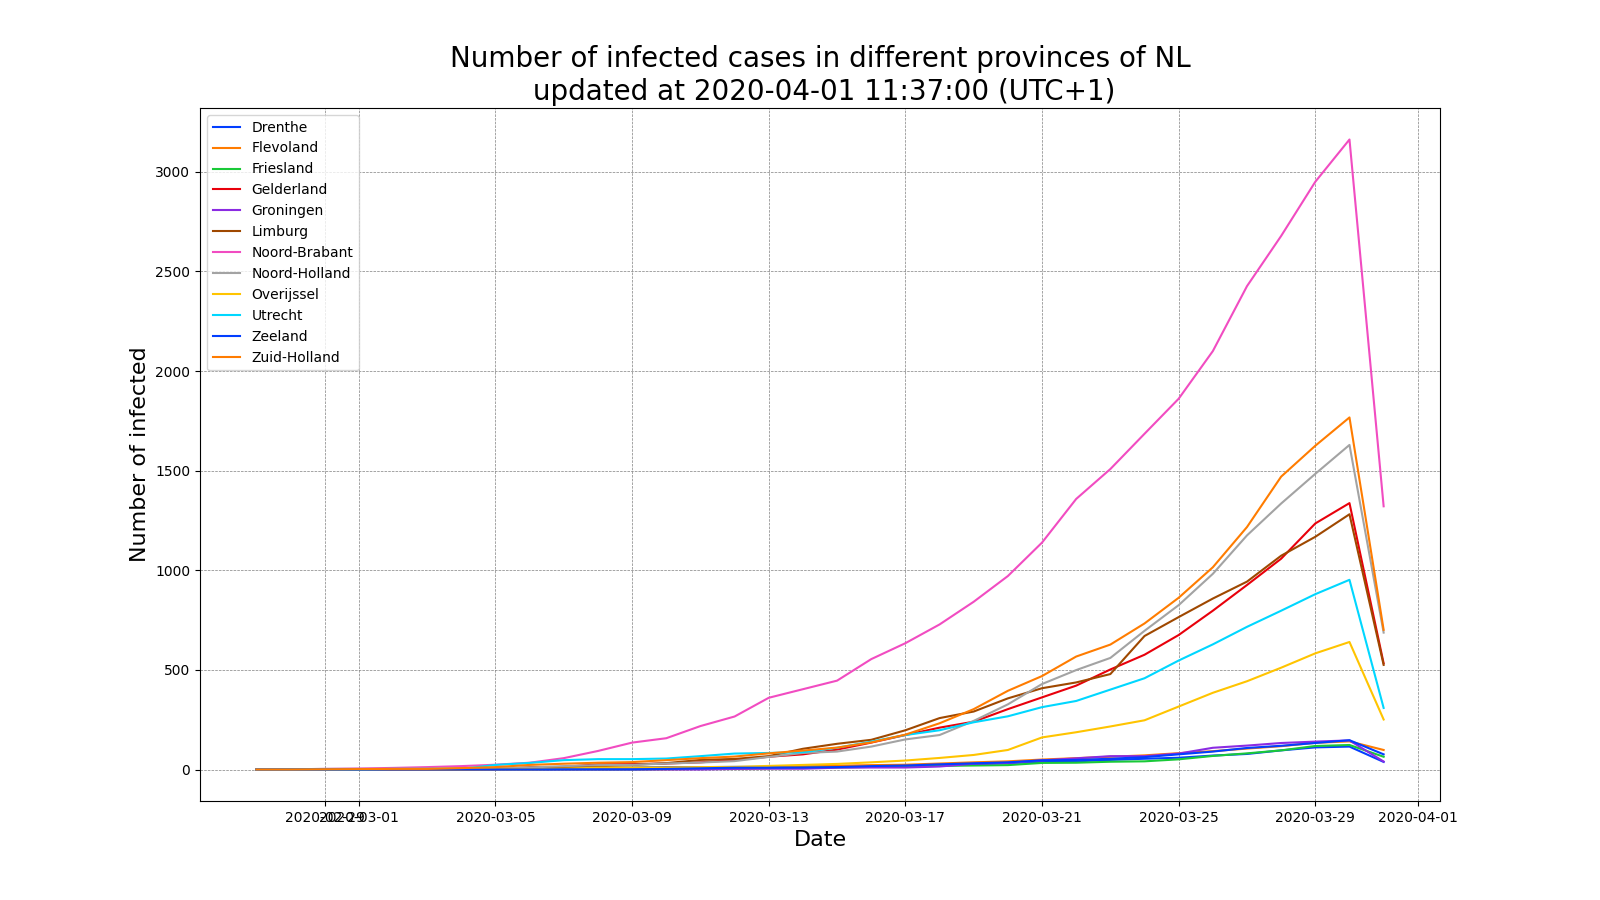 Number of infected cases in different provinces of NL
updated at 2020-04-01 11:37:00 (UTC+1)
Drenthe
Flevoland
Friesland
Gelderland
Groningen
Limburg
Noord-Brabant
Noord-Holland
Overijssel
Utrecht
Zeeland
Zuid-Holland
Number of infected
3000
2500
2000
1500
1000
500
0
2020-02-29 2020-03-01 2020-03-05 2020-03-09 2020-03-13 2020-03-17 2020-03-21 2020-03-25 2020-03-29 2020-04-01
Date